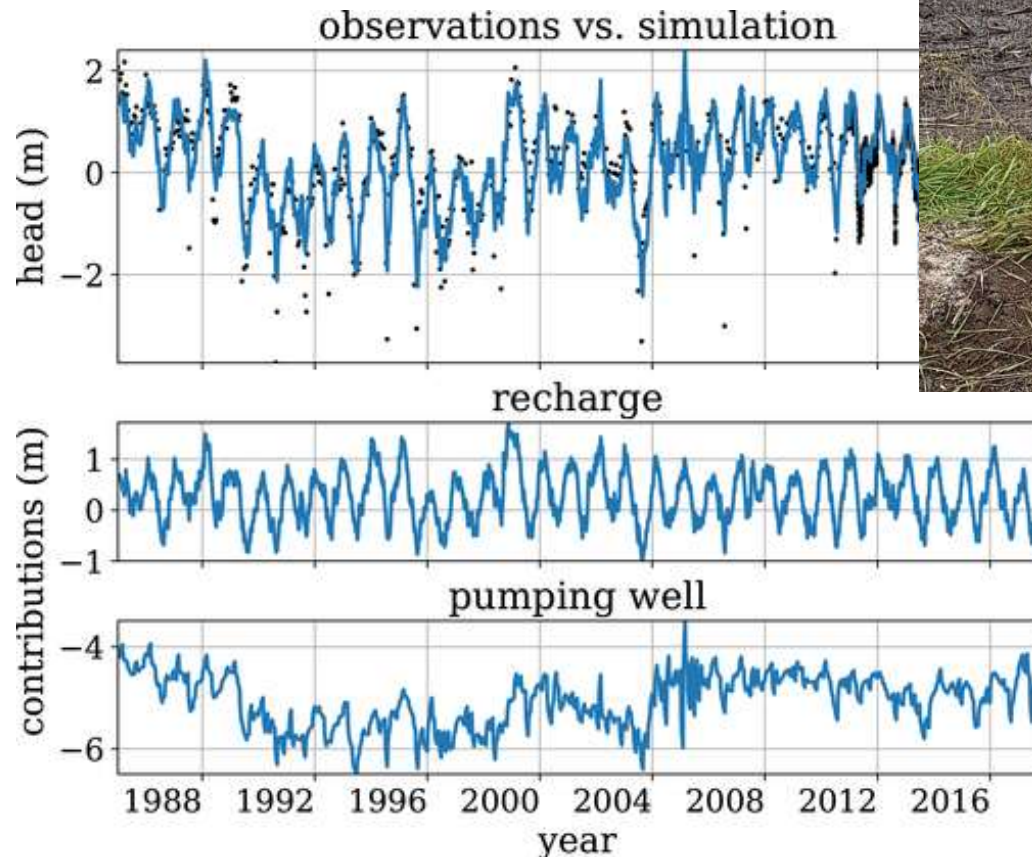 observations vs. simulation
head (m)
2
0
−2
recharge
contributions (m)
1
0
−1
pumping well
−4
−6
1988 1992 1996 2000 2004 2008 2012 2016
year